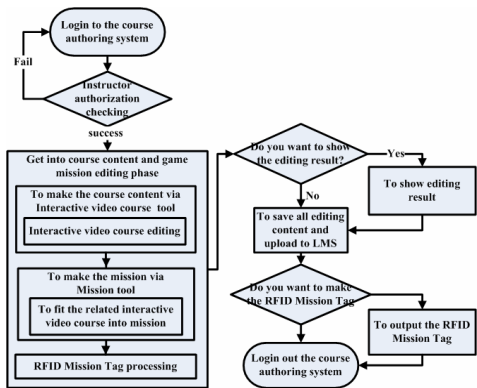 Login to the course
authoring system
Fail
Instructor
authorization
checking
success
Get into course content and game
mission editing phase
To make the course content via
Interactive video course tool
Interactive video course editing
To make the mission via
Mission tool
To fit the related interactive
video course into mission
RFID Mission Tag processing
Do you want to show
the editing result?
Yes
No
To show editing
result
To save all editing
content and
upload to LMS
Do you want to make
the RFID Mission Tag
To output the RFID
Mission Tag
Login out the course
authoring system